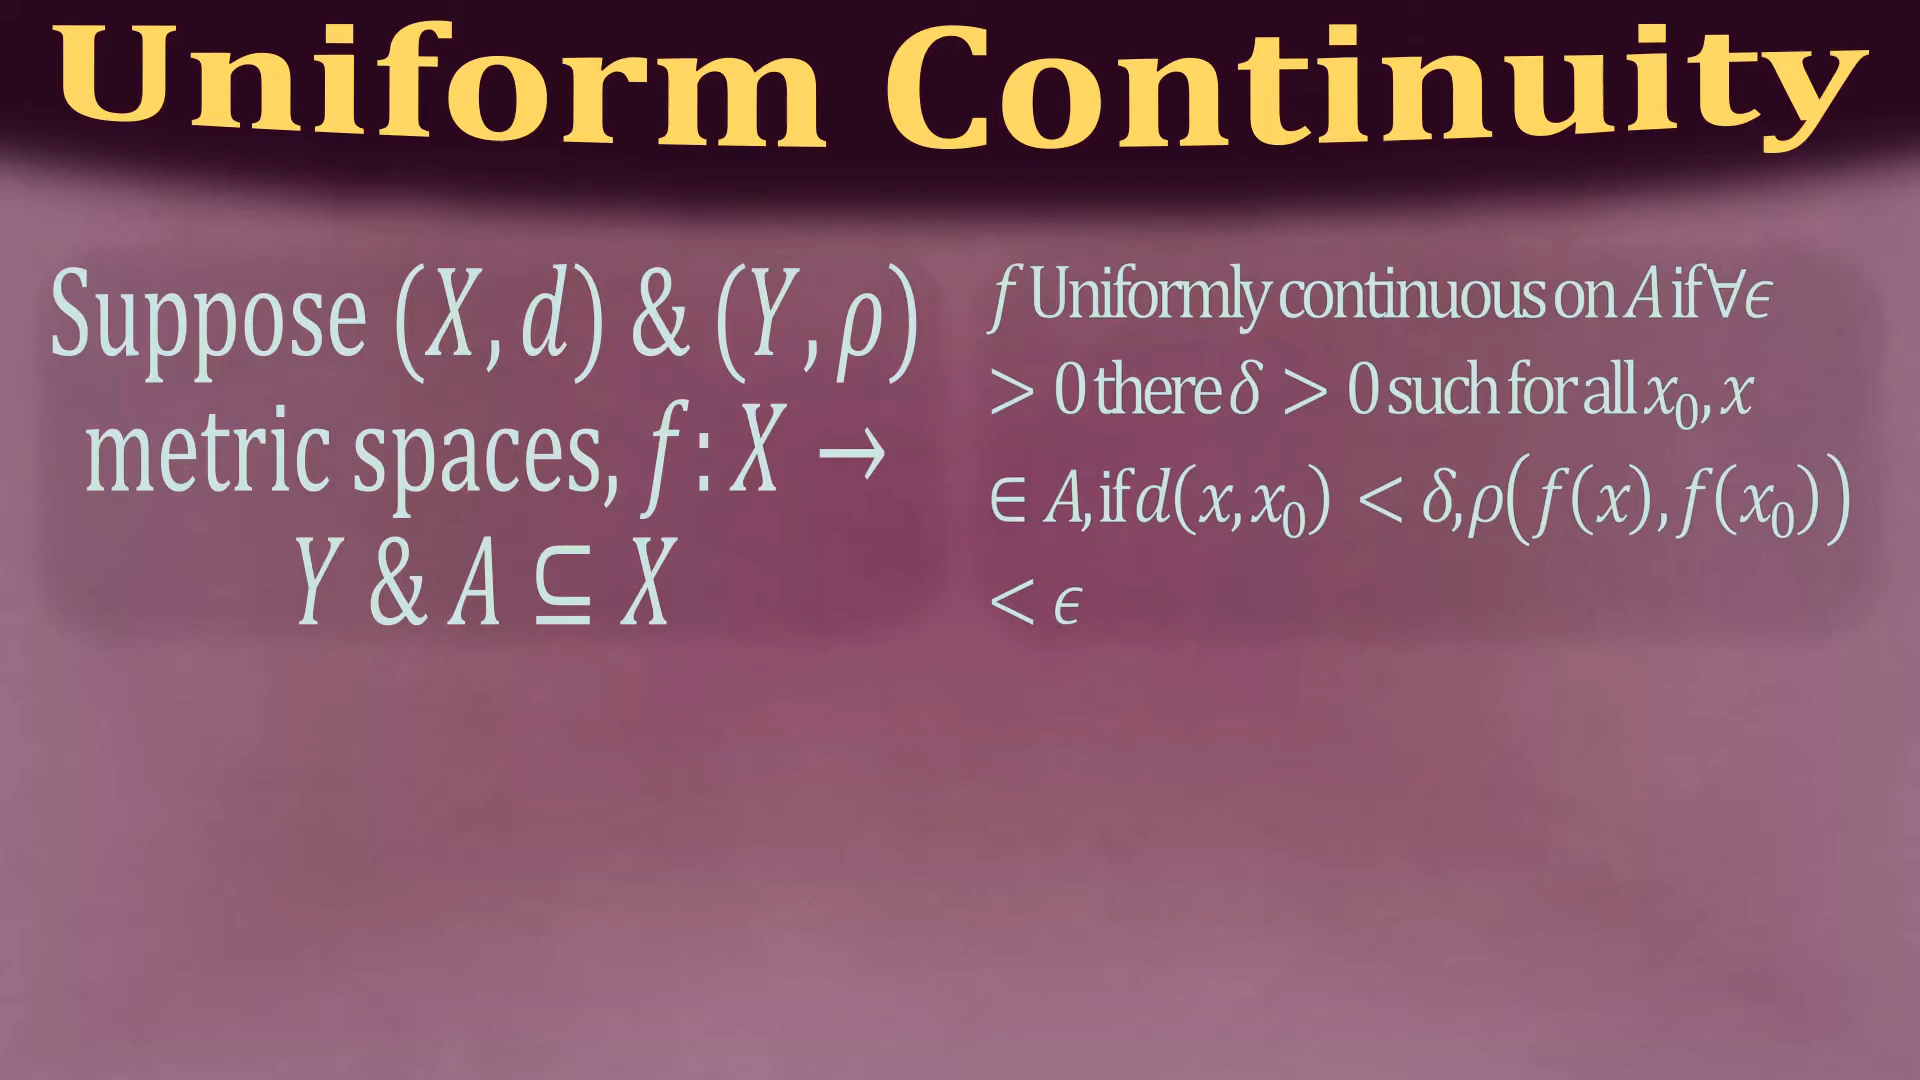 Uniform Continuity
Suppose (X, d) & (Y, ρ)
metric spaces, f : X →
Y & A ⊆ X
f Uniformly continuous on A if ∀ϵ
> 0 there δ > 0 such for all x₀, x
∈ A, if d(x, x₀) < δ, ρ(f(x), f(x₀))
< ϵ